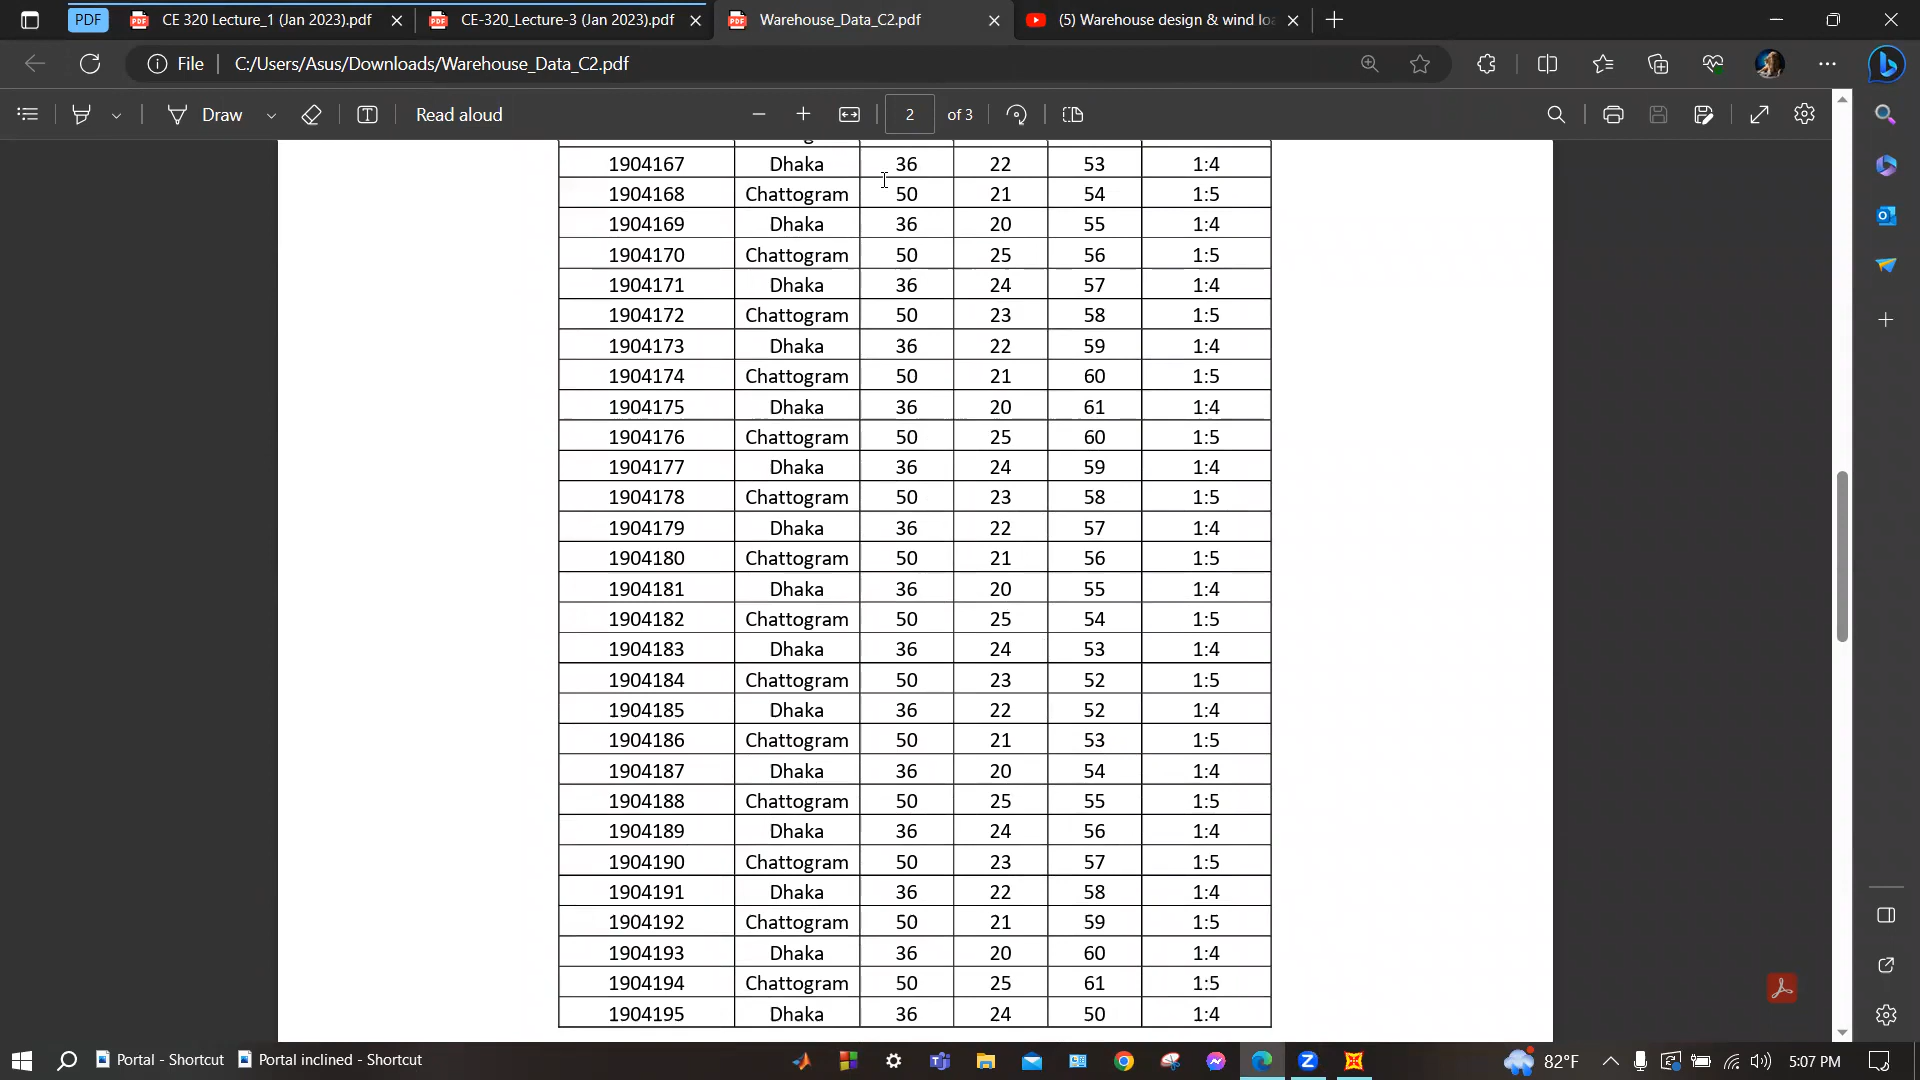 PDF CE 320 Lecture_1 (Jan 2023).pdf CE-320_Lecture-3 (Jan 2023).pdf Warehouse_Data_C2.pdf (5) Warehouse design & wind lo
File C:/Users/Asus/Downloads/Warehouse_Data_C2.pdf
Draw Read aloud 2 of 3
1904167 Dhaka 36 22 53 1:4
1904168 Chattogram 50 21 54 1:5
1904169 Dhaka 36 20 55 1:4
1904170 Chattogram 50 25 56 1:5
1904171 Dhaka 36 24 57 1:4
1904172 Chattogram 50 23 58 1:5
1904173 Dhaka 36 22 59 1:4
1904174 Chattogram 50 21 60 1:5
1904175 Dhaka 36 20 61 1:4
1904176 Chattogram 50 25 60 1:5
1904177 Dhaka 36 24 59 1:4
1904178 Chattogram 50 23 58 1:5
1904179 Dhaka 36 22 57 1:4
1904180 Chattogram 50 21 56 1:5
1904181 Dhaka 36 20 55 1:4
1904182 Chattogram 50 25 54 1:5
1904183 Dhaka 36 24 53 1:4
1904184 Chattogram 50 23 52 1:5
1904185 Dhaka 36 22 52 1:4
1904186 Chattogram 50 21 53 1:5
1904187 Dhaka 36 20 54 1:4
1904188 Chattogram 50 25 55 1:5
1904189 Dhaka 36 24 56 1:4
1904190 Chattogram 50 23 57 1:5
1904191 Dhaka 36 22 58 1:4
1904192 Chattogram 50 21 59 1:5
1904193 Dhaka 36 20 60 1:4
1904194 Chattogram 50 25 61 1:5
1904195 Dhaka 36 24 50 1:4
Portal - Shortcut Portal inclined - Shortcut 82°F 5:07 PM